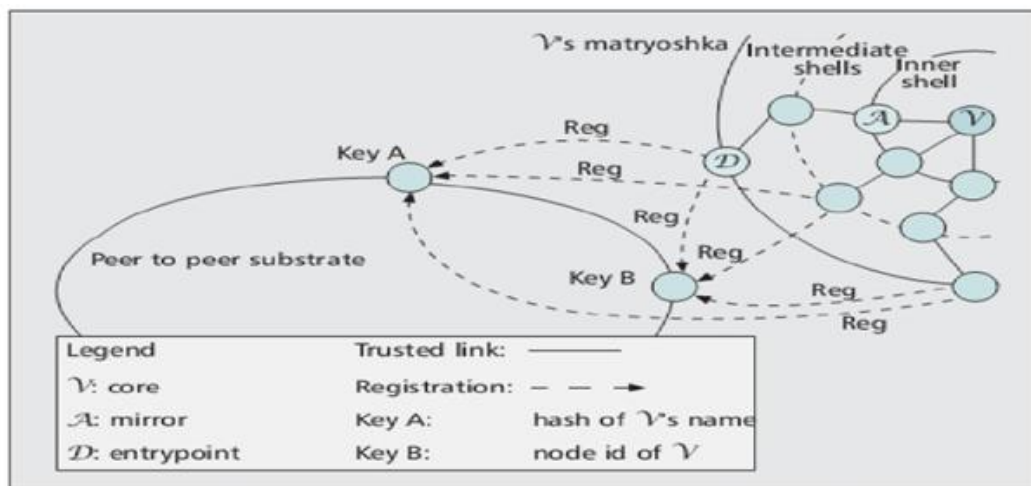 𝒱's matryoshka
Intermediate
shells
Inner
shell
𝒜
𝒱
Reg
Key A
𝒟
Reg
Reg
Peer to peer substrate
Reg
Key B
Reg
Reg
Legend
Trusted link:
𝒱: core
Registration:
𝒜: mirror
Key A: hash of 𝒱's name
𝒟: entrypoint
Key B: node id of 𝒱